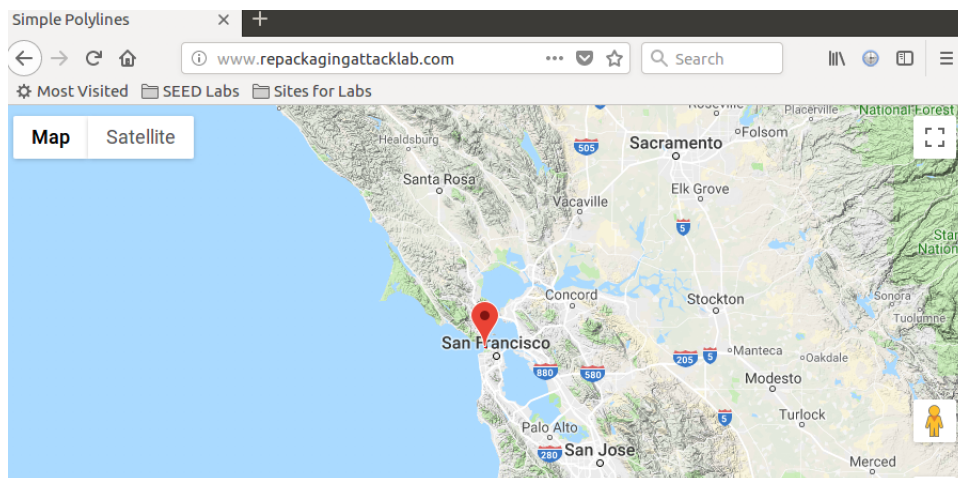 Simple Polylines
www.repackagingattacklab.com
Search
Most Visited
SEED Labs
Sites for Labs
Map
Satellite
Roseville
Placerville
National Forest
Healdsburg
505
Sacramento
Folsom
Santa Rosa
Elk Grove
Vacaville
5
Concord
Stockton
Sonora
Tuolumne
San Francisco
Manteca
205
5
Oakdale
880
580
Modesto
5
Turlock
Palo Alto
280
San Jose
Merced